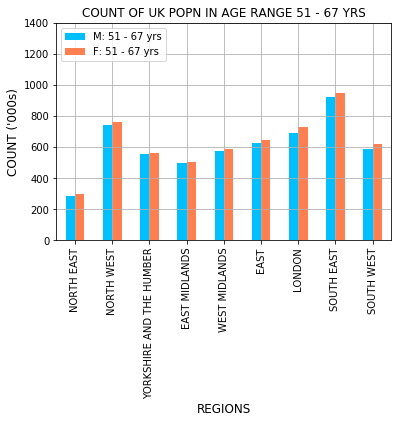 COUNT OF UK POPN IN AGE RANGE 51 - 67 YRS
M: 51 - 67 yrs
F: 51 - 67 yrs
COUNT ('000s)
1400
1200
1000
800
600
400
200
0
NORTH EAST
NORTH WEST
YORKSHIRE AND THE HUMBER
EAST MIDLANDS
WEST MIDLANDS
EAST
LONDON
SOUTH EAST
SOUTH WEST
REGIONS